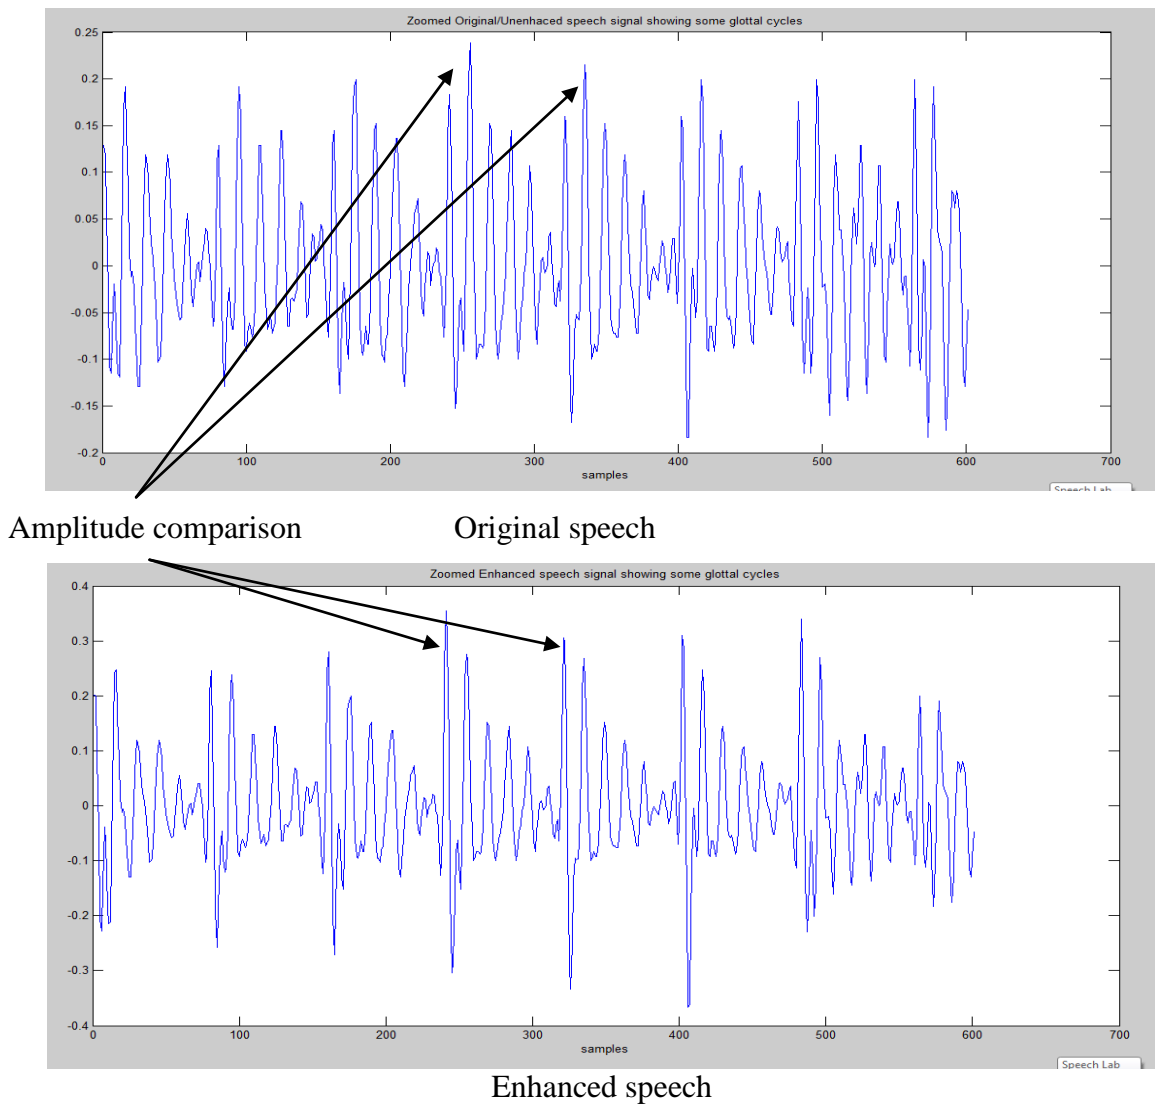 Zoomed Original/Unenhaced speech signal showing some glottal cycles
0.25
0.2
0.15
0.1
0.05
0
-0.05
-0.1
-0.15
-0.2
0 100 200 300 400 500 600 700
samples
Speech Lab
Amplitude comparison Original speech
Zoomed Enhanced speech signal showing some glottal cycles
0.4
0.3
0.2
0.1
0
-0.1
-0.2
-0.3
-0.4
0 100 200 300 400 500 600 700
samples
Speech Lab
Enhanced speech